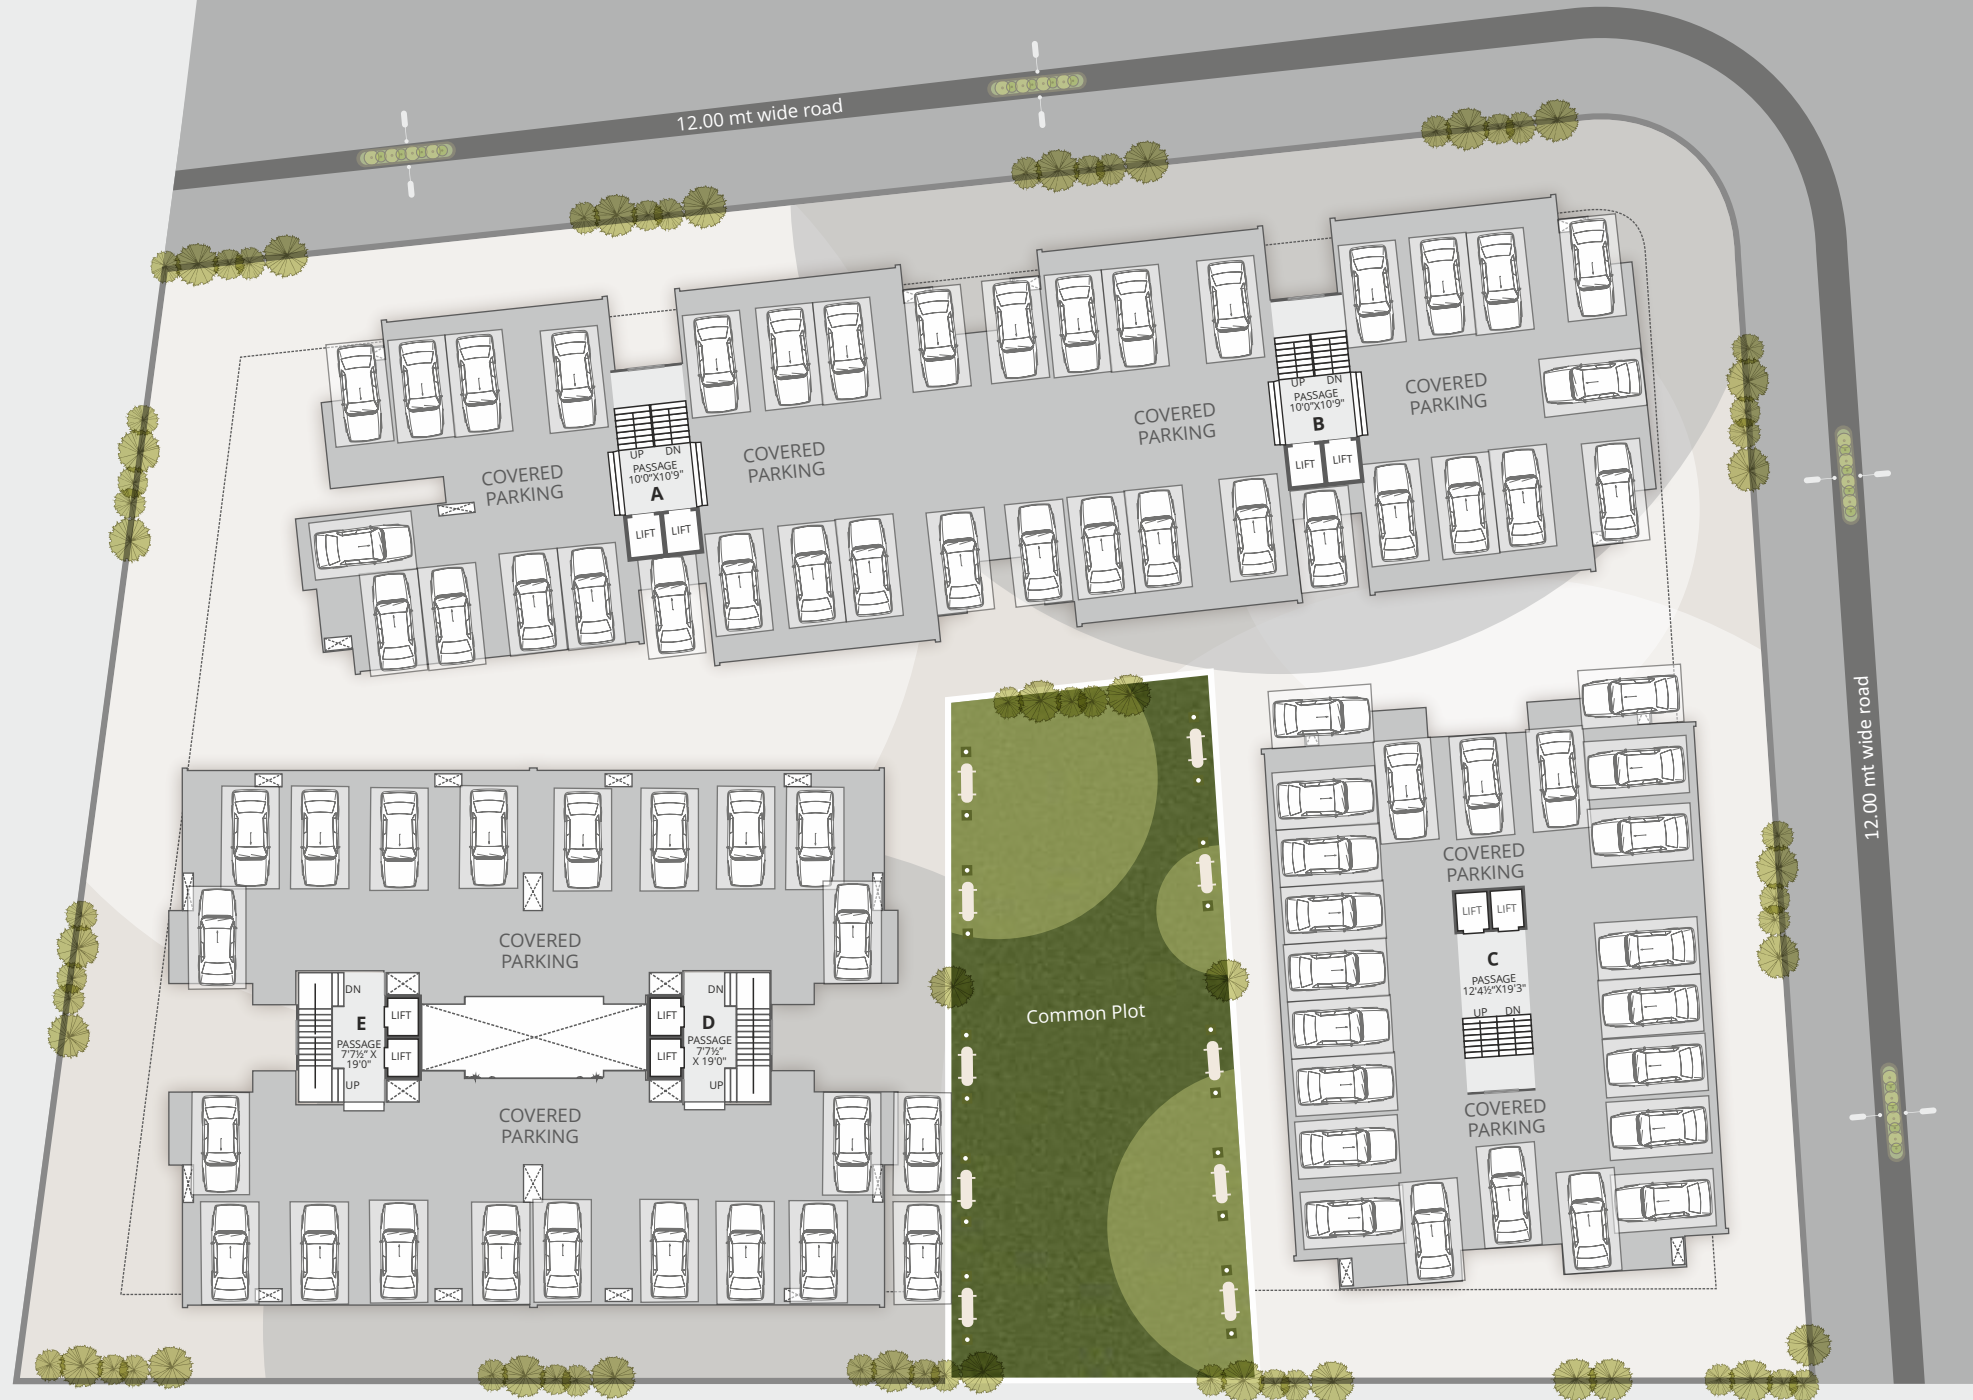 12.00 mt wide road
COVERED
PARKING
UP DN
PASSAGE
10'0"X10'9"
A
LIFT LIFT
COVERED
PARKING
COVERED
PARKING
UP DN
PASSAGE
10'0"X10'9"
B
LIFT LIFT
COVERED
PARKING
12.00 mt wide road
COVERED
PARKING
LIFT LIFT
C
PASSAGE
12'4½"X19'3"
UP DN
COVERED
PARKING
COVERED
PARKING
DN
E
LIFT
PASSAGE
7'7½" X
19'0"
LIFT
UP
DN
LIFT
D
PASSAGE
7'7½"
X 19'0"
LIFT
UP
COVERED
PARKING
Common Plot